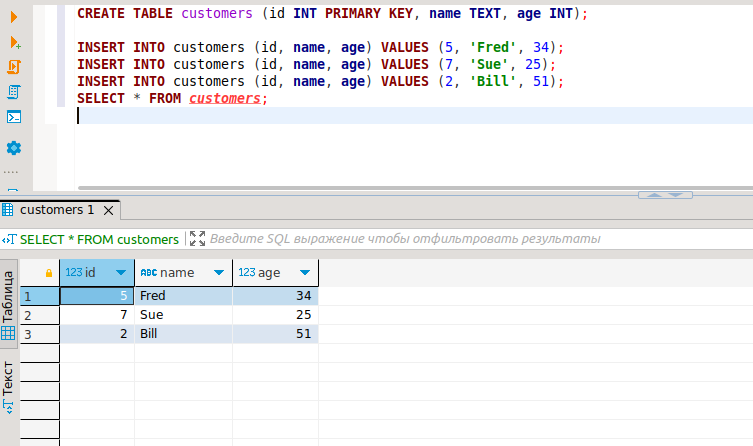 CREATE TABLE customers (id INT PRIMARY KEY, name TEXT, age INT);
INSERT INTO customers (id, name, age) VALUES (5, 'Fred', 34);
INSERT INTO customers (id, name, age) VALUES (7, 'Sue', 25);
INSERT INTO customers (id, name, age) VALUES (2, 'Bill', 51);
SELECT * FROM customers;
customers 1
SELECT * FROM customers Введите SQL выражение чтобы отфильтровать результаты
Таблица
Текст
123 id ABC name 123 age
1 5 Fred 34
2 7 Sue 25
3 2 Bill 51